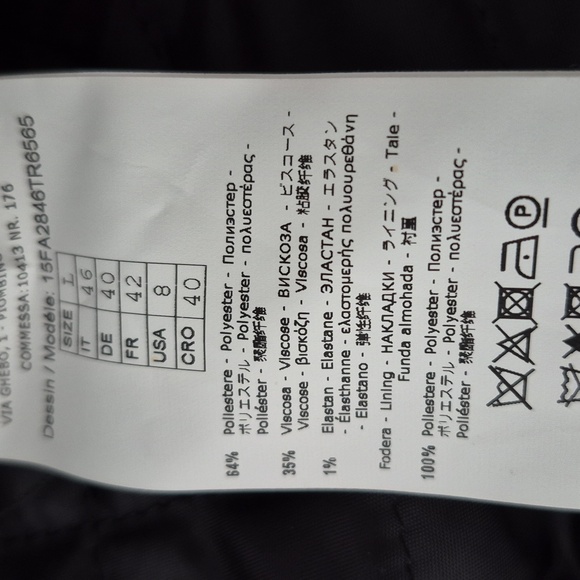 VIA GHEBO, 1 -
COMMESSA: 10413 NR. 176
Dessin / Modéle: 15FA2846TR6565
SIZE L
IT 46
DE 40
FR 42
USA 8
CRO 40
64% Poliestere - Polyester - Полиэстер -
ポリエステル - Polyester - πολυεστέρας -
Poliéster - 聚酯纤维
35% Viscosa - Viscose - ВИСКОЗА - ビスコース -
Viscose - βισκόζη - Viscosa - 粘胶纤维
1% Elastan - Elastane - ЭЛАСТАН - エラスタン
- Élasthanne - ελαστομερής πολυουρεθάνη
- Elastano - 弹性纤维
Fodera - Lining - НАКЛАДКИ - ライニング - Tale -
Funda almohada - 衬里
100% Poliestere - Polyester - Полиэстер -
ポリエステル - Polyester - πολυεστέρας -
Poliéster - 聚酯纤维
P